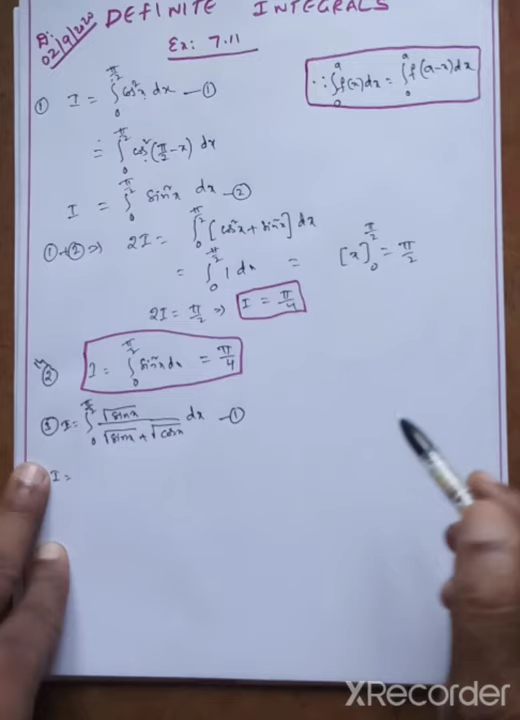 Dt: 02/9/2020
DEFINITE INTEGRALS
Ex: 7.11
∵ ∫₀ᵃ f(x)dx = ∫₀ᵃ f(a-x)dx
① I = ∫₀^{π/2} cos²x dx — ①
= ∫₀^{π/2} cos²(π/2 - x) dx
I = ∫₀^{π/2} sin²x dx — ②
①+② ⇒ 2I = ∫₀^{π/2} [cos²x + sin²x] dx
= ∫₀^{π/2} 1 dx = [x]₀^{π/2} = π/2
2I = π/2 ⇒ I = π/4
② I = ∫₀^{π/2} sin²x dx = π/4
③ I = ∫₀^{π/2} √sinx / (√sinx + √cosx) dx — ①
I =
XRecorder